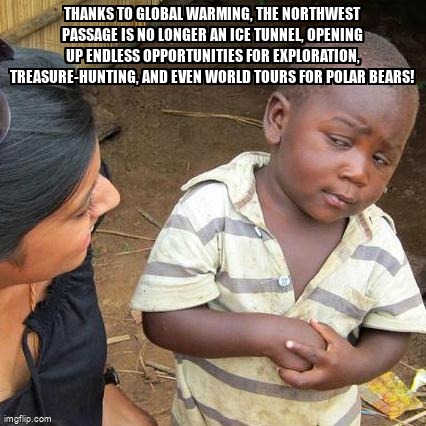 THANKS TO GLOBAL WARMING, THE NORTHWEST
PASSAGE IS NO LONGER AN ICE TUNNEL, OPENING
UP ENDLESS OPPORTUNITIES FOR EXPLORATION,
TREASURE-HUNTING, AND EVEN WORLD TOURS FOR POLAR BEARS!
imgflip.com